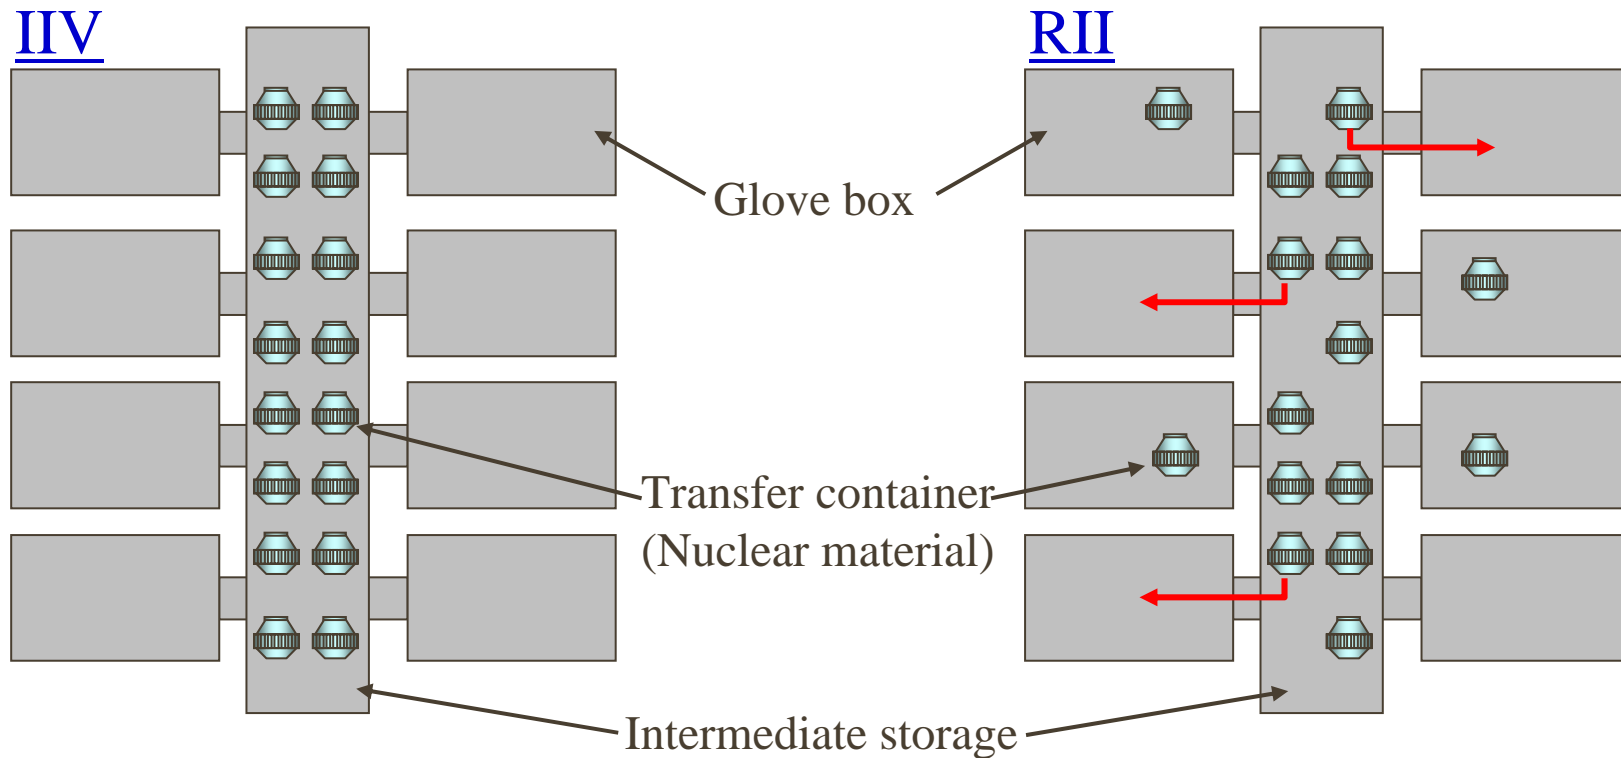 IIV
RII
Glove box
Transfer container
(Nuclear material)
Intermediate storage